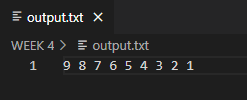 output.txt ×
WEEK 4 > output.txt
1 9 8 7 6 5 4 3 2 1